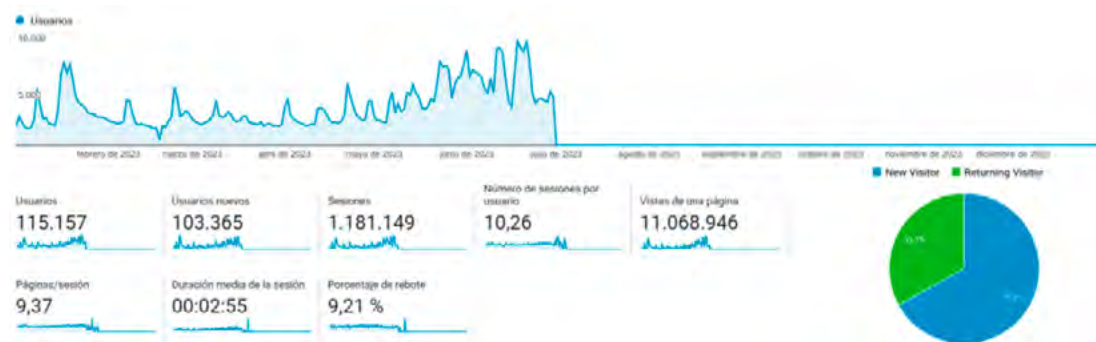 Usuarios
10.000
5.000
febrero de 2023 marzo de 2023 abril de 2023 mayo de 2023 junio de 2023 julio de 2023 agosto de 2023 septiembre de 2023 octubre de 2023 noviembre de 2023 diciembre de 2023
New Visitor Returning Visitor
Usuarios
115.157
Usuarios nuevos
103.365
Sesiones
1.181.149
Número de sesiones por
usuario
10,26
Vistas de una página
11.068.946
Páginas/sesión
9,37
Duración media de la sesión
00:02:55
Porcentaje de rebote
9,21 %